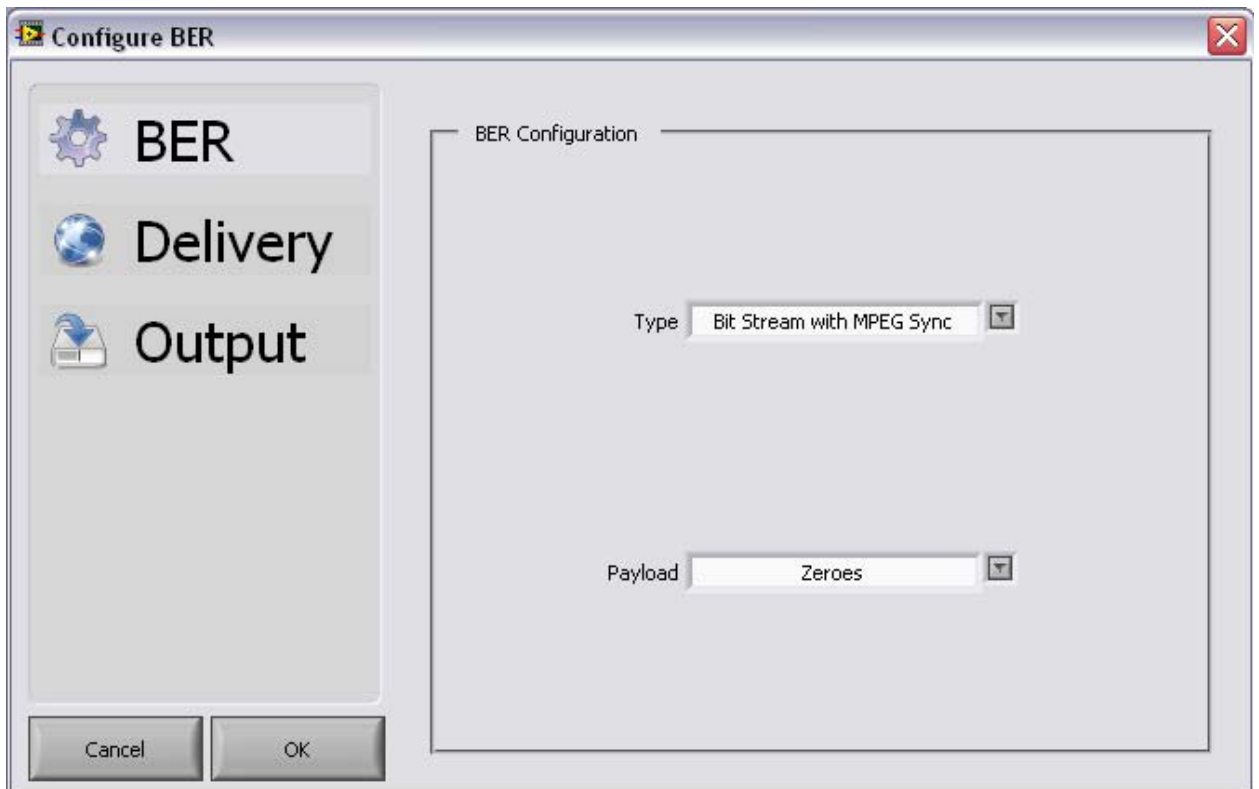 Configure BER
BER
Delivery
Output
BER Configuration
Type Bit Stream with MPEG Sync
Payload Zeroes
Cancel OK